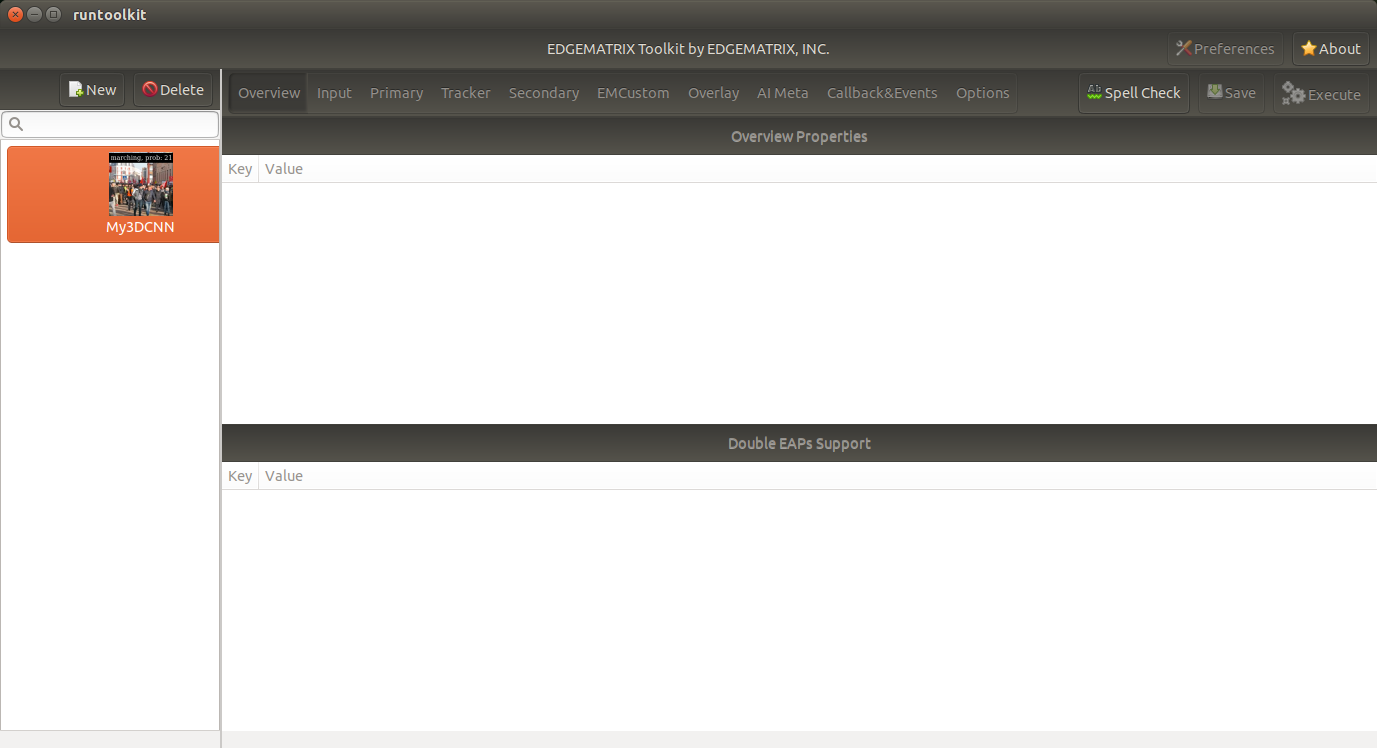 runtoolkit
EDGEMATRIX Toolkit by EDGEMATRIX, INC.
Preferences
About
New
Delete
Overview
Input
Primary
Tracker
Secondary
EMCustom
Overlay
AI Meta
Callback&Events
Options
Spell Check
Save
Execute
marching, prob: 21
My3DCNN
Overview Properties
Key
Value
Double EAPs Support
Key
Value